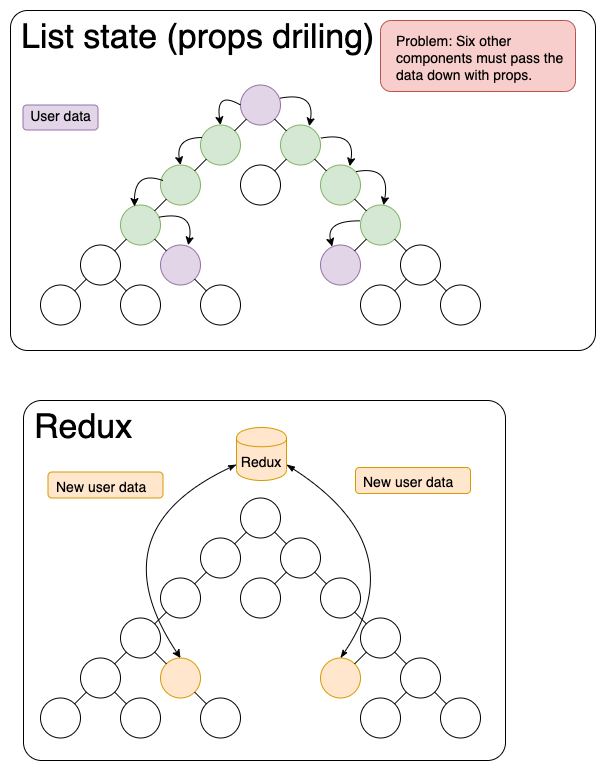 List state (props driling)
Problem: Six other
components must pass the
data down with props.
User data
Redux
Redux
New user data
New user data